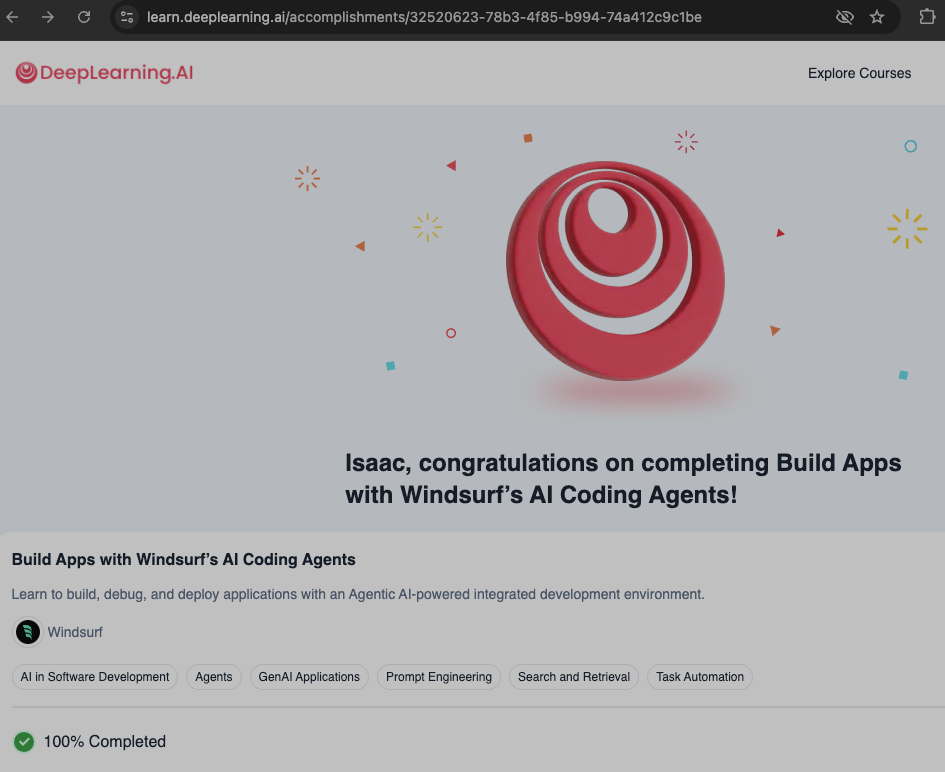 learn.deeplearning.ai/accomplishments/32520623-78b3-4f85-b994-74a412c9c1be
DeepLearning.AI
Explore Courses
Isaac, congratulations on completing Build Apps
with Windsurf’s AI Coding Agents!
Build Apps with Windsurf’s AI Coding Agents
Learn to build, debug, and deploy applications with an Agentic AI-powered integrated development environment.
Windsurf
AI in Software Development Agents GenAI Applications Prompt Engineering Search and Retrieval Task Automation
100% Completed